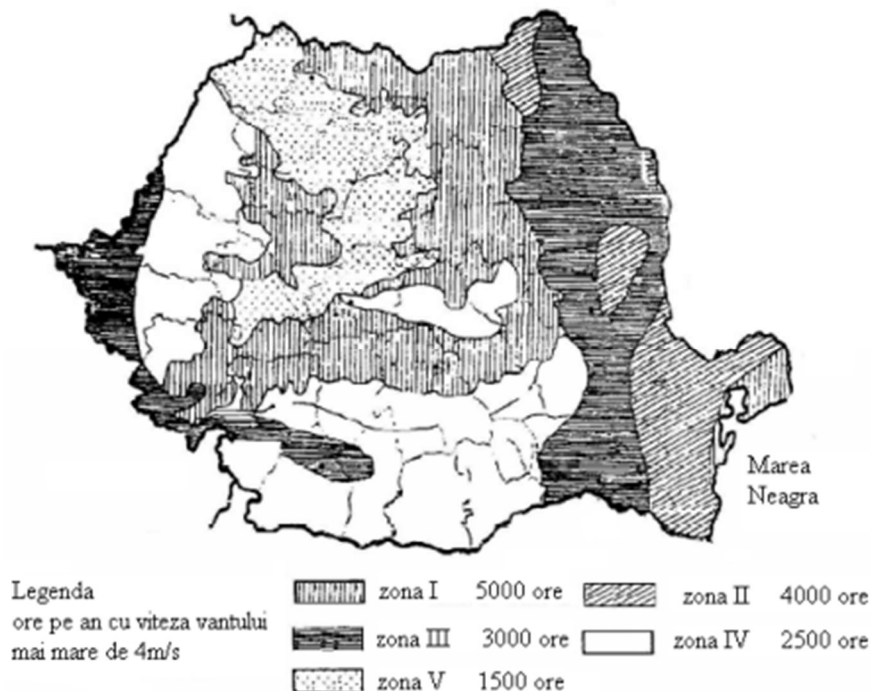 Marea
Neagra
Legenda
ore pe an cu viteza vantului
mai mare de 4m/s
zona I 5000 ore
zona II 4000 ore
zona III 3000 ore
zona IV 2500 ore
zona V 1500 ore